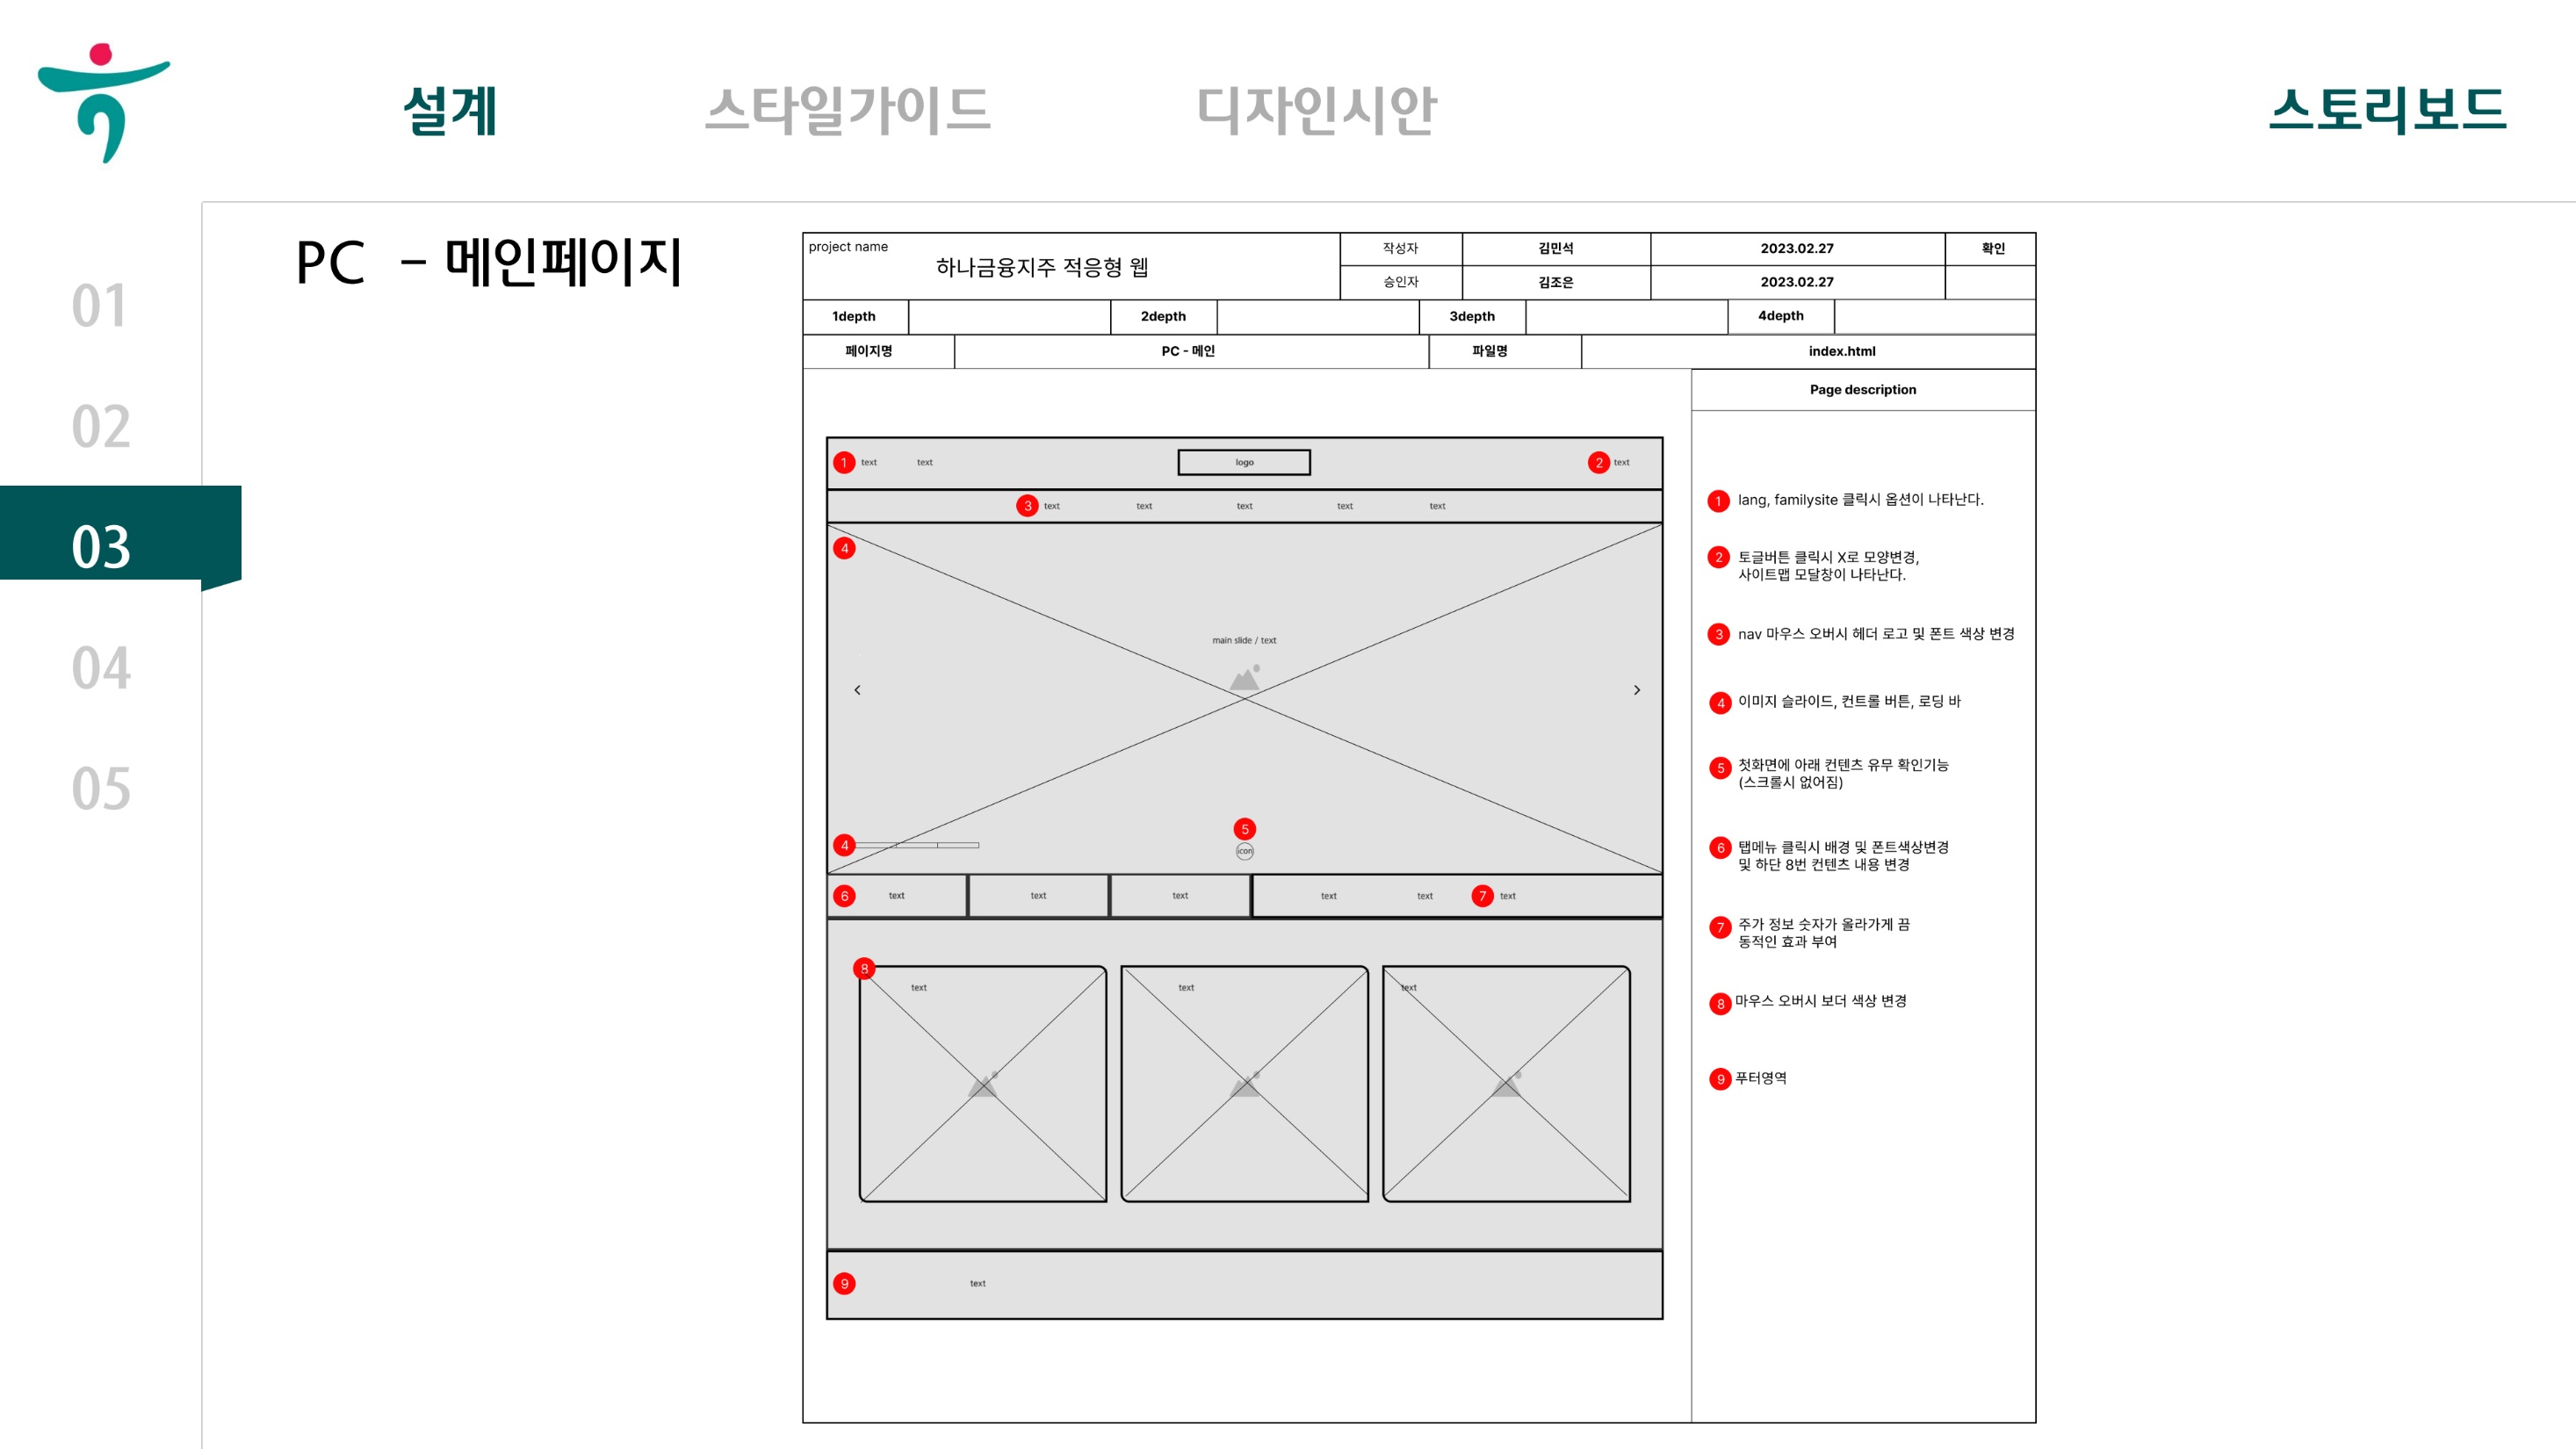 설계
스타일가이드
디자인시안
스토리보드
01
02
03
04
05
PC - 메인페이지
project name
하나금융지주 적응형 웹
작성자 김민석 2023.02.27 확인
승인자 김조은 2023.02.27
1depth 2depth 3depth 4depth
페이지명 PC - 메인 파일명 index.html
Page description
1 text text logo 2 text
3 text text text text text
4
main slide / text
4
5
icon
6 text text text text text 7 text
8
text text text
9 text
1 lang, familysite 클릭시 옵션이 나타난다.
2 토글버튼 클릭시 X로 모양변경,
사이트맵 모달창이 나타난다.
3 nav 마우스 오버시 헤더 로고 및 폰트 색상 변경
4 이미지 슬라이드, 컨트롤 버튼, 로딩 바
5 첫화면에 아래 컨텐츠 유무 확인기능
(스크롤시 없어짐)
6 탭메뉴 클릭시 배경 및 폰트색상변경
및 하단 8번 컨텐츠 내용 변경
7 주가 정보 숫자가 올라가게 끔
동적인 효과 부여
8 마우스 오버시 보더 색상 변경
9 푸터영역